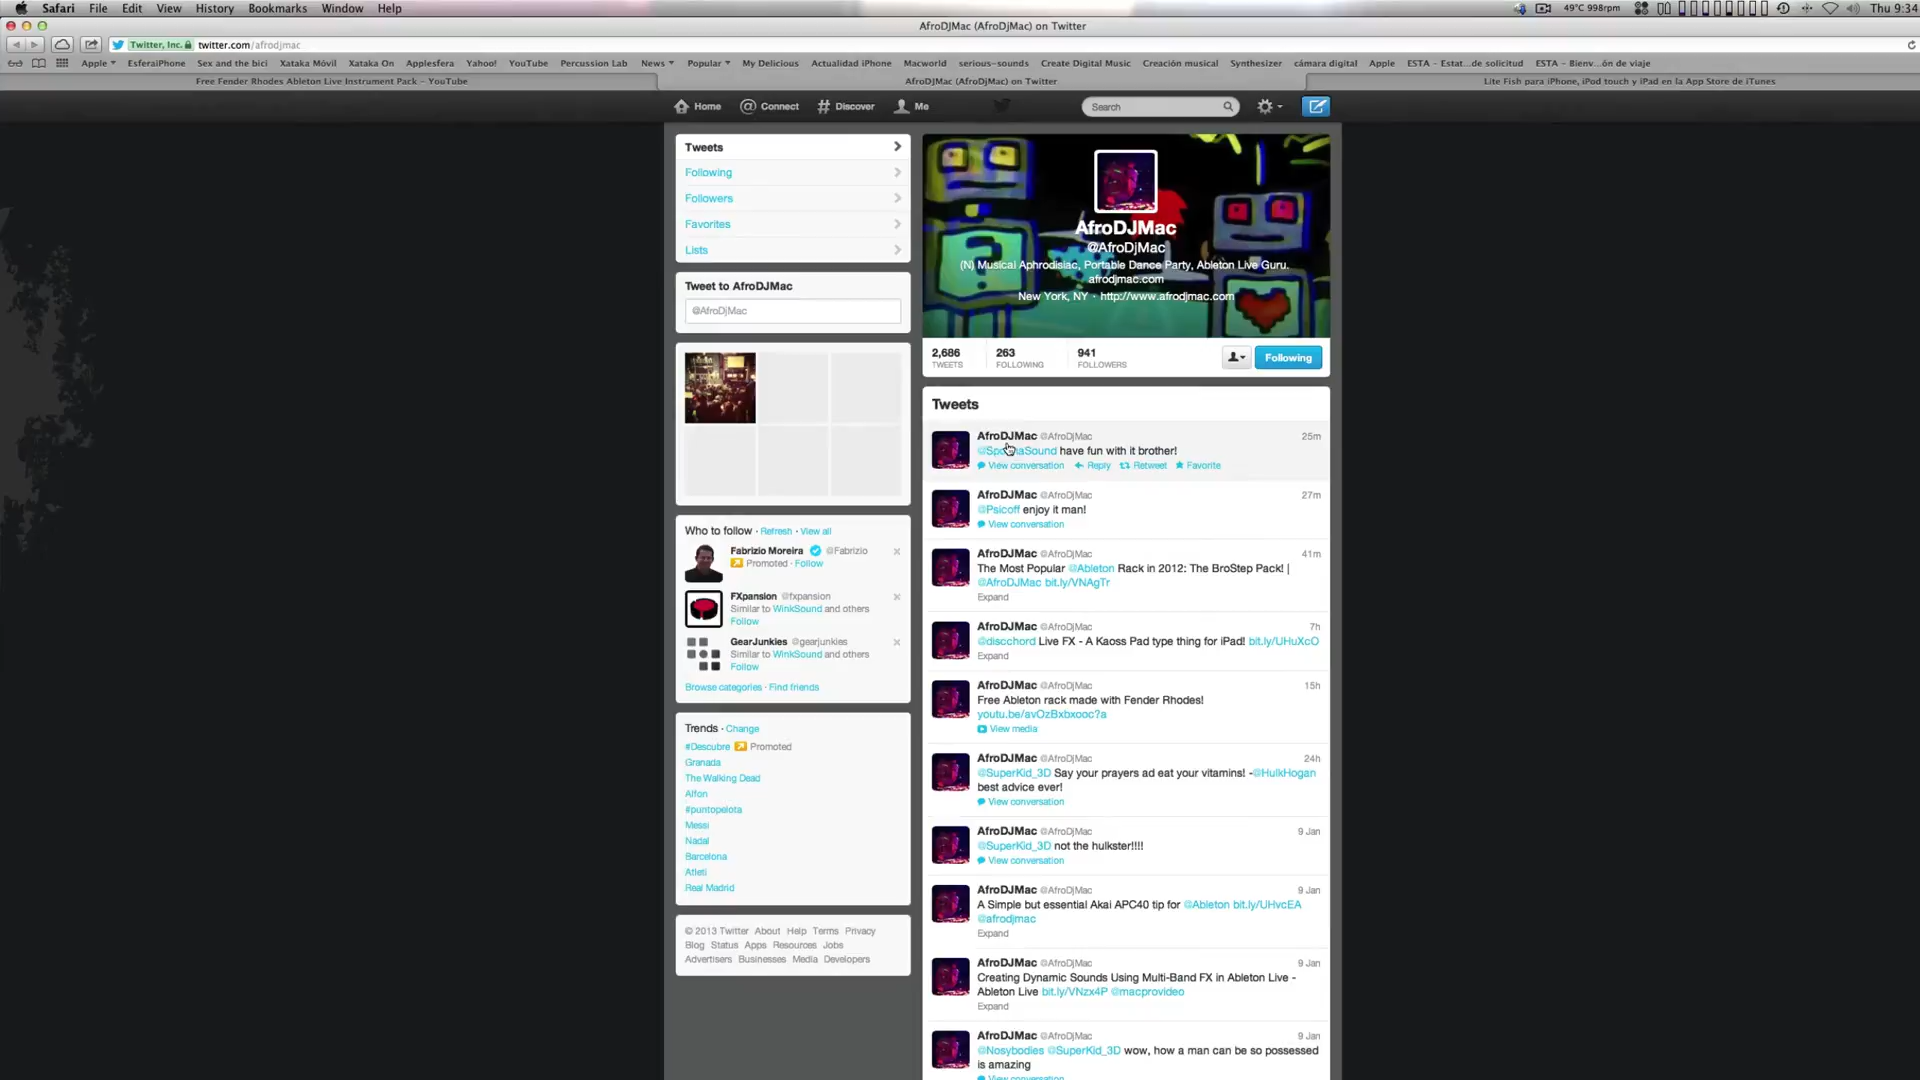 Safari File Edit View History Bookmarks Window Help
49°C 998rpm
Thu 9:34
AfroDJMac (AfroDjMac) on Twitter
Twitter, Inc. twitter.com/afrodjmac
Apple EsferaiPhone Sex and the bici Xataka Móvil Xataka On Applesfera Yahoo! YouTube Percussion Lab News Popular My Delicious Actualidad iPhone Macworld serious-sounds Create Digital Music Creación musical Synthesizer cámara digital Apple ESTA – Estat...de solicitud ESTA – Bienv...ón de viaje
Free Fender Rhodes Ableton Live Instrument Pack – YouTube
AfroDJMac (AfroDjMac) on Twitter
Lite Fish para iPhone, iPod touch y iPad en la App Store de iTunes
Home Connect Discover Me
Search
Tweets
Following
Followers
Favorites
Lists
Tweet to AfroDJMac
@AfroDjMac
Who to follow · Refresh · View all
Fabrizio Moreira @Fabrizio
Promoted · Follow
FXpansion @fxpansion
Similar to WinkSound and others
Follow
GearJunkies @gearjunkies
Similar to WinkSound and others
Follow
Browse categories · Find friends
Trends · Change
#Descubre Promoted
Granada
The Walking Dead
Alfon
#puntopelota
Messi
Nadal
Barcelona
Atleti
Real Madrid
© 2013 Twitter About Help Terms Privacy
Blog Status Apps Resources Jobs
Advertisers Businesses Media Developers
AfroDJMac
@AfroDjMac
(N) Musical Aphrodisiac, Portable Dance Party, Ableton Live Guru.
afrodjmac.com
New York, NY · http://www.afrodjmac.com
2,686 263 941
TWEETS FOLLOWING FOLLOWERS
Following
Tweets
AfroDJMac @AfroDjMac 25m
have fun with it brother!
View conversation Reply Retweet Favorite
AfroDJMac @AfroDjMac 27m
@Psicoff enjoy it man!
View conversation
AfroDJMac @AfroDjMac 41m
The Most Popular @Ableton Rack in 2012: The BroStep Pack! |
@AfroDJMac bit.ly/VNAgTr
Expand
AfroDJMac @AfroDjMac 7h
@discchord Live FX - A Kaoss Pad type thing for iPad! bit.ly/UHuXcO
Expand
AfroDJMac @AfroDjMac 15h
Free Ableton rack made with Fender Rhodes!
youtu.be/avOzBxbxooc?a
View media
AfroDJMac @AfroDjMac 24h
@SuperKid_3D Say your prayers ad eat your vitamins! -@HulkHogan
best advice ever!
View conversation
AfroDJMac @AfroDjMac 9 Jan
@SuperKid_3D not the hulkster!!!!
View conversation
AfroDJMac @AfroDjMac 9 Jan
A Simple but essential Akai APC40 tip for @Ableton bit.ly/UHvcEA
@afrodjmac
Expand
AfroDJMac @AfroDjMac 9 Jan
Creating Dynamic Sounds Using Multi-Band FX in Ableton Live -
Ableton Live bit.ly/VNzx4P @macprovideo
Expand
AfroDJMac @AfroDjMac 9 Jan
@Nosybodies @SuperKid_3D wow, how a man can be so possessed
is amazing
View conversation